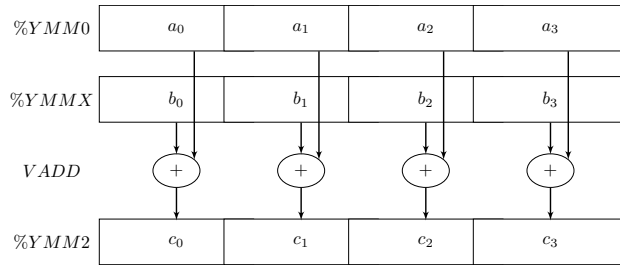 %YMM0 a₀ a₁ a₂ a₃
%YMMX b₀ b₁ b₂ b₃
VADD + + + +
%YMM2 c₀ c₁ c₂ c₃